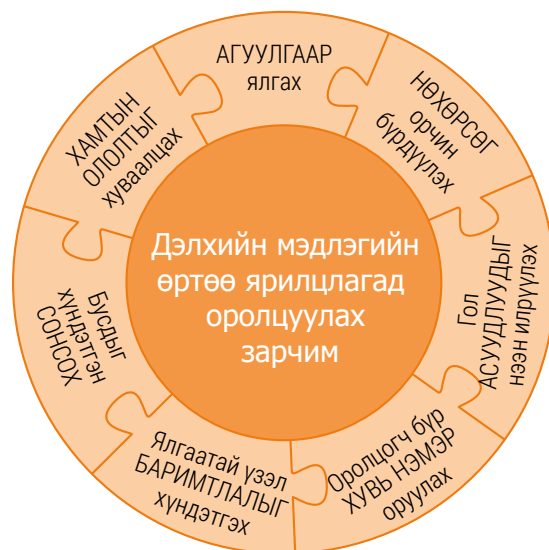 АГУУЛГААР
ялгах
НӨХӨРСӨГ
орчин
бүрдүүлэх
Гол
АСУУДЛУУДЫГ
нээн илрүүлэх
Оролцогч бүр
ХУВЬ НЭМЭР
оруулах
Ялгаатай үзэл
БАРИМТЛАЛЫГ
хүндэтгэх
Бусдыг
хүндэтгэн
СОНСОХ
ХАМТЫН
ОЛОЛТЫГ
хуваалцах
Дэлхийн мэдлэгийн
өртөө ярилцлагад
оролцуулах
зарчим